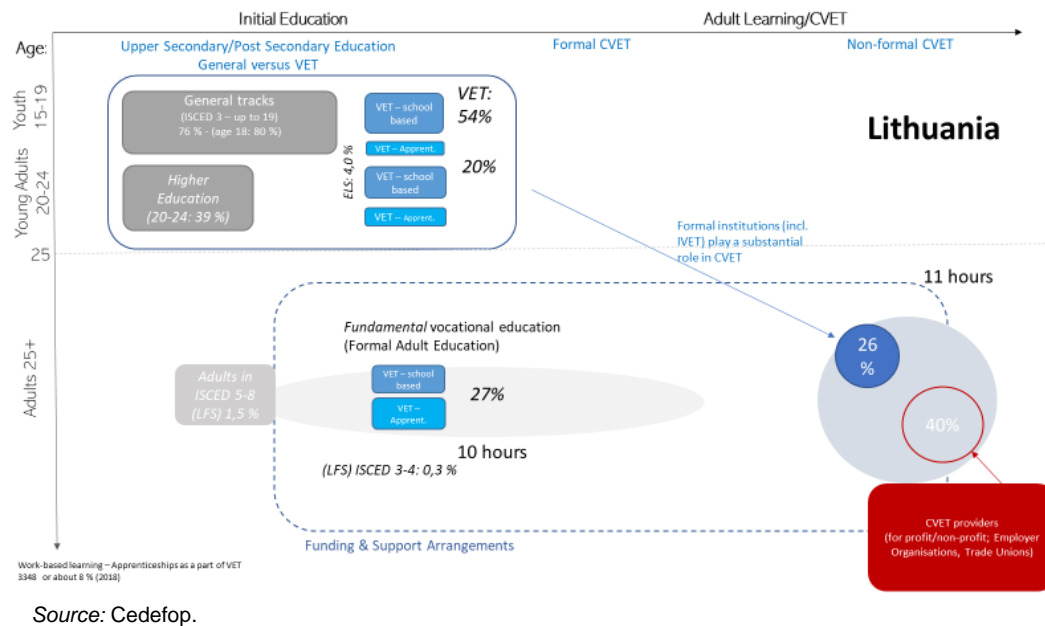 Initial Education
Adult Learning/CVET
Age:
Upper Secondary/Post Secondary Education
General versus VET
Formal CVET
Non-formal CVET
Youth
15-19
General tracks
(ISCED 3 – up to 19)
76 % - (age 18: 80 %)
VET – school
based
VET:
54%
Lithuania
VET – Apprent.
ELS: 4,0 %
Young Adults
20-24
Higher
Education
(20-24: 39 %)
VET – school
based
20%
VET – Apprent.
Formal institutions (incl.
IVET) play a substantial
role in CVET
25
11 hours
Adults 25+
Fundamental vocational education
(Formal Adult Education)
26
%
Adults in
ISCED 5-8
(LFS) 1,5 %
VET – school
based
27%
VET –
Apprent.
40%
10 hours
(LFS) ISCED 3-4: 0,3 %
CVET providers
(for profit/non-profit; Employer
Organisations, Trade Unions)
Funding & Support Arrangements
Work-based learning – Apprenticeships as a part of VET
3348 or about 8 % (2018)
Source: Cedefop.